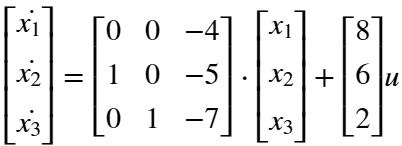 [ẋ₁] = [0 0 −4] · [x₁] + [8] u
[ẋ₂] = [1 0 −5] · [x₂] + [6] u
[ẋ₃] = [0 1 −7] · [x₃] + [2] u